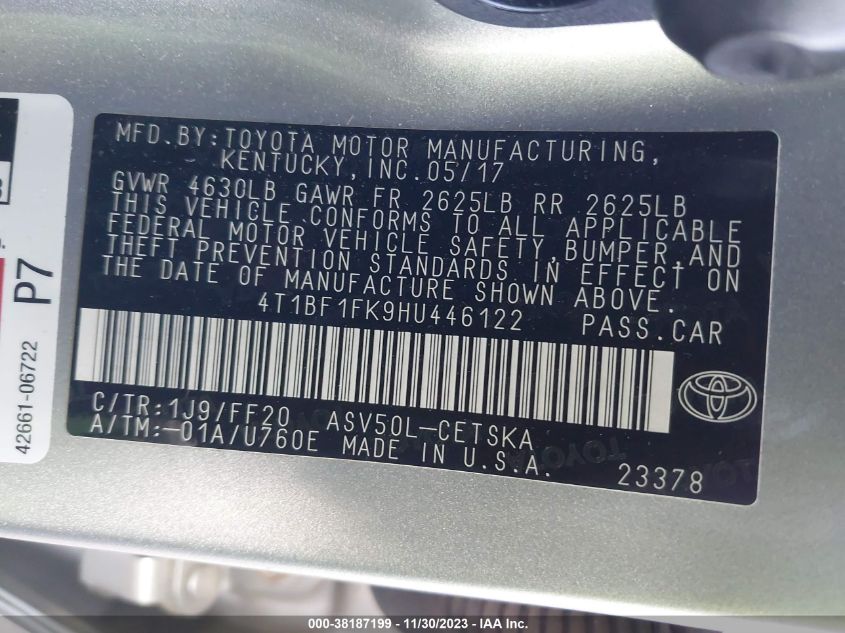 MFD.BY:TOYOTA MOTOR MANUFACTURING,
KENTUCKY,INC.05/17
GVWR 4630LB GAWR FR 2625LB RR 2625LB
THIS VEHICLE CONFORMS TO ALL APPLICABLE
FEDERAL MOTOR VEHICLE SAFETY,BUMPER,AND
THEFT PREVENTION STANDARDS IN EFFECT ON
THE DATE OF MANUFACTURE SHOWN ABOVE.
4T1BF1FK9HU446122 PASS.CAR
C/TR:1J9/FF20 ASV50L-CETSKA
A/TM:-01A/U760E MADE IN U.S.A.
23378
TOYOTA
P7
42661-06722
000-38187199 - 11/30/2023 - IAA Inc.